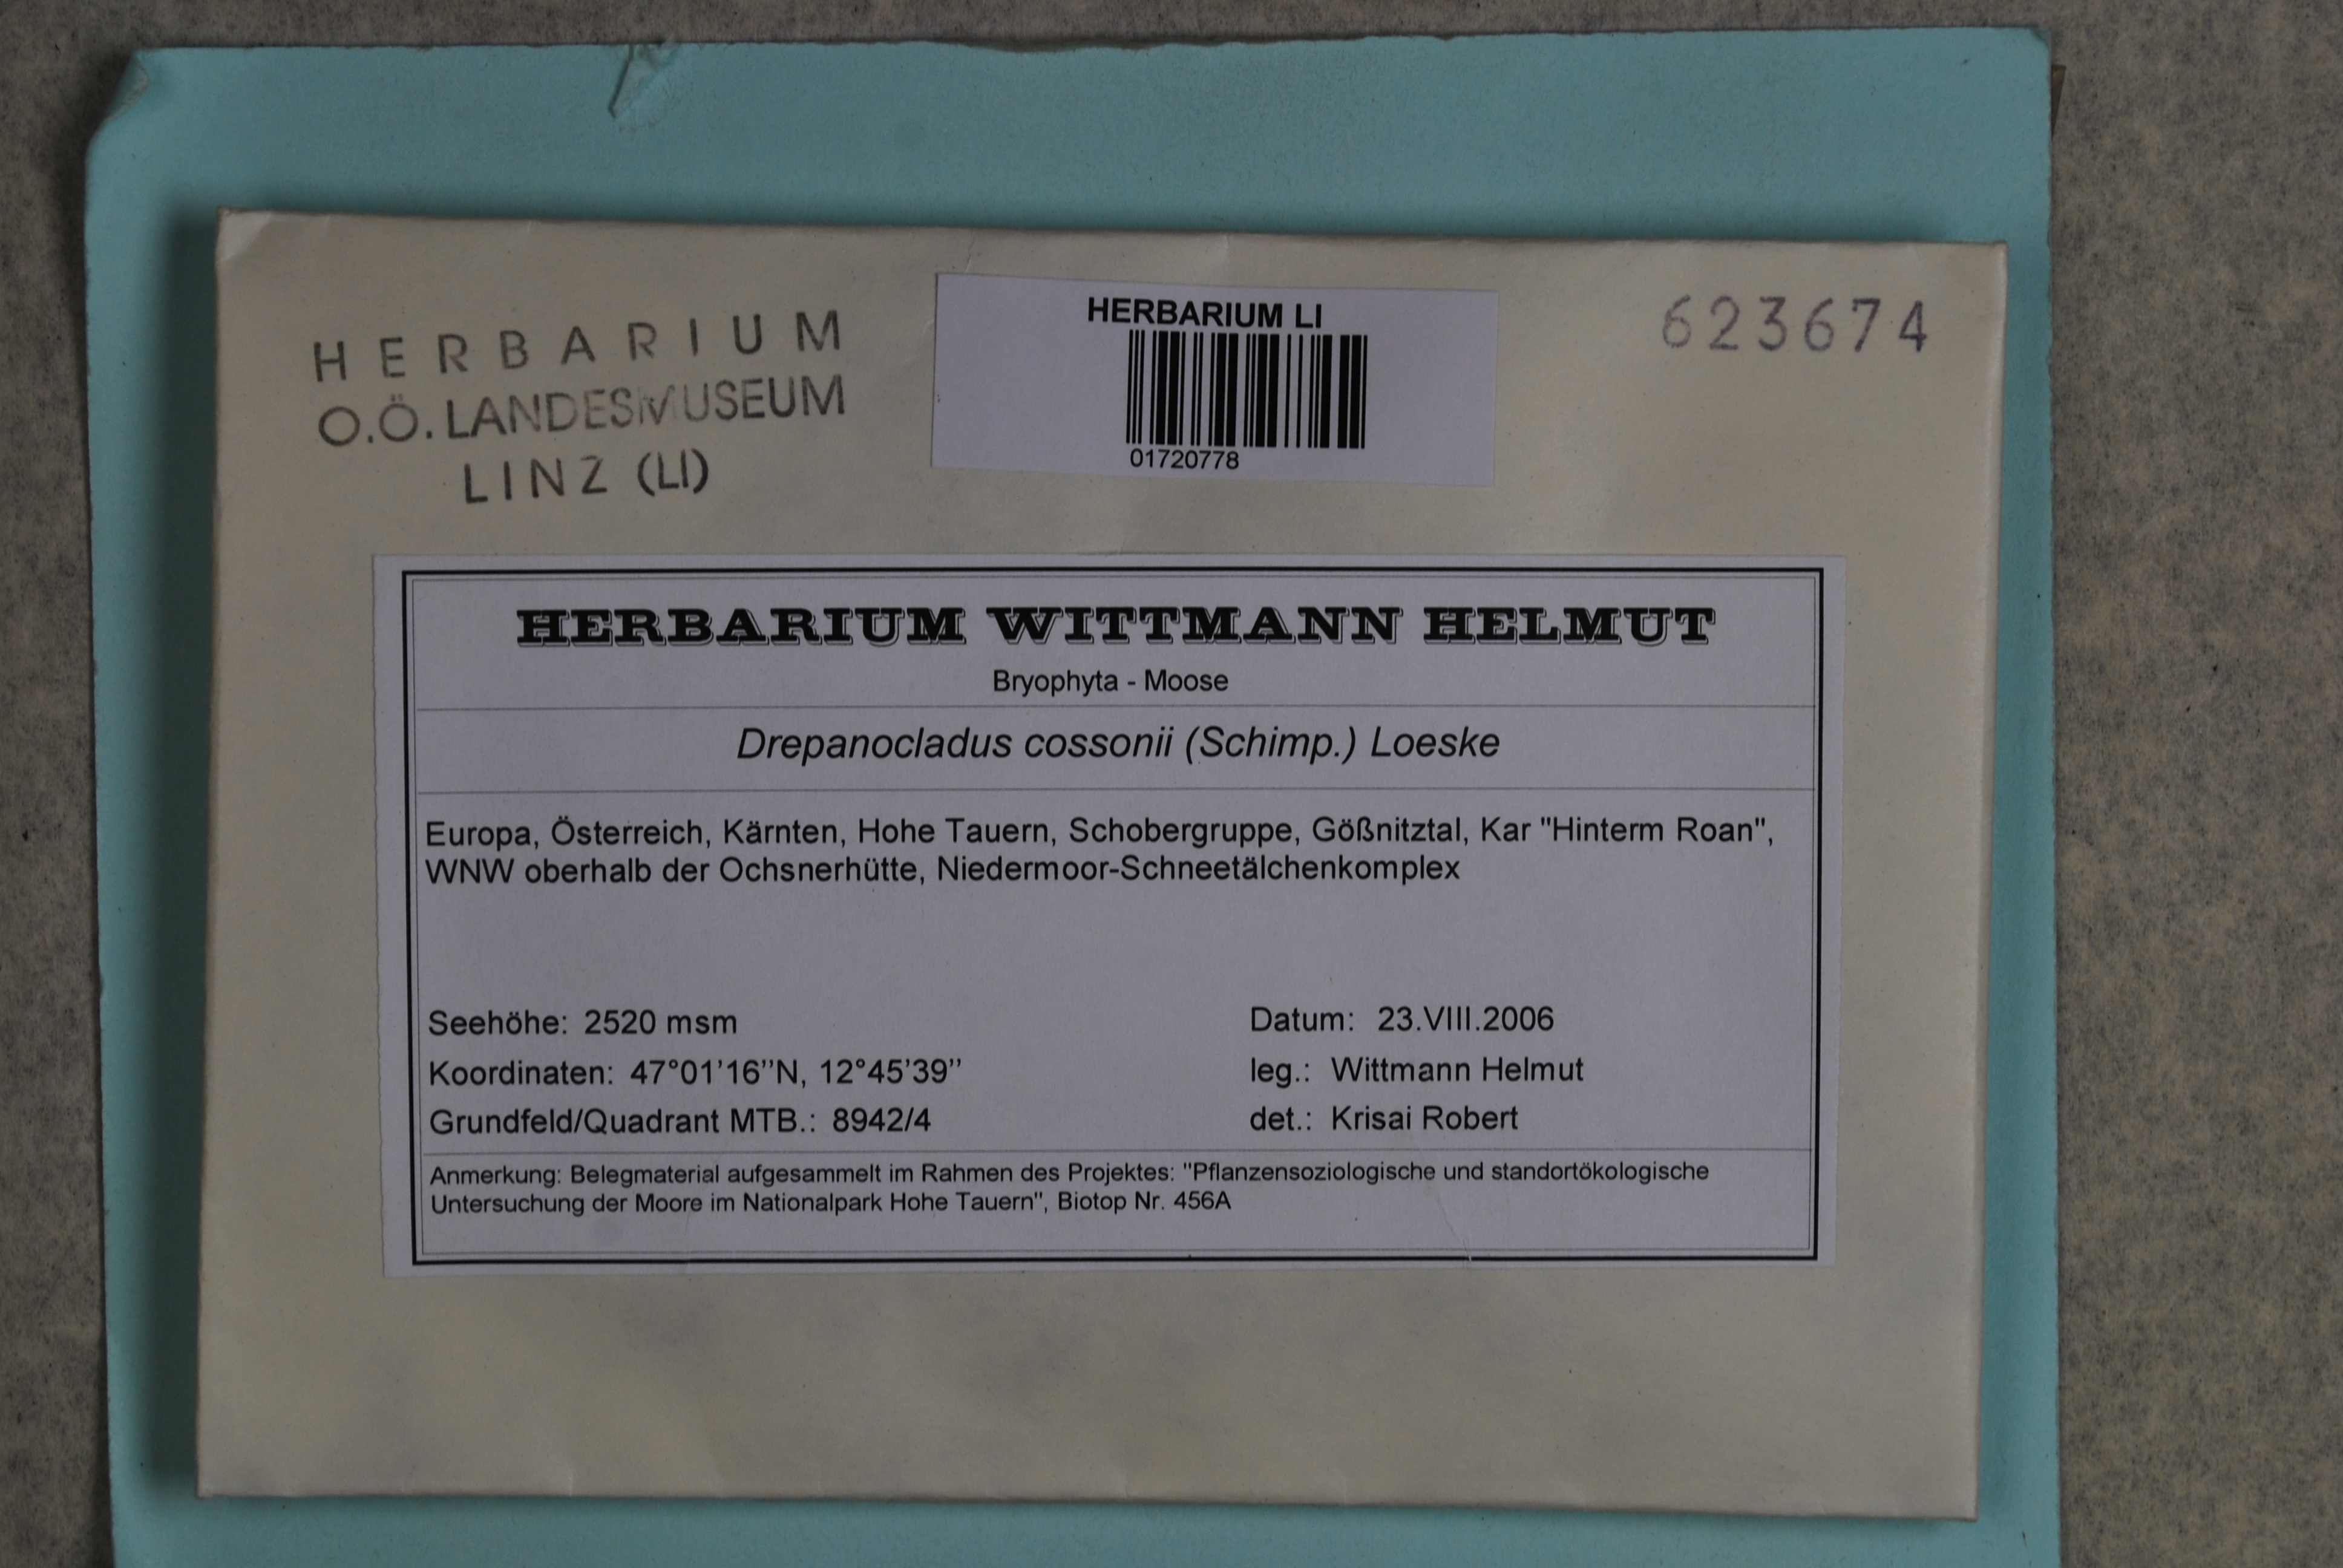 HERBARIUM
O.Ö. LANDESMUSEUM
LINZ (LI)
HERBARIUM LI
01720778
623674
HERBARIUM WITTMANN HELMUT
Bryophyta - Moose
Drepanocladus cossonii (Schimp.) Loeske
Europa, Österreich, Kärnten, Hohe Tauern, Schobergruppe, Gößnitztal, Kar "Hinterm Roan",
WNW oberhalb der Ochsnerhütte, Niedermoor-Schneetälchenkomplex
Seehöhe: 2520 msm
Datum: 23.VIII.2006
Koordinaten: 47°01’16’’N, 12°45’39’’
leg.: Wittmann Helmut
Grundfeld/Quadrant MTB.: 8942/4
det.: Krisai Robert
Anmerkung: Belegmaterial aufgesammelt im Rahmen des Projektes: "Pflanzensoziologische und standortökologische
Untersuchung der Moore im Nationalpark Hohe Tauern", Biotop Nr. 456A